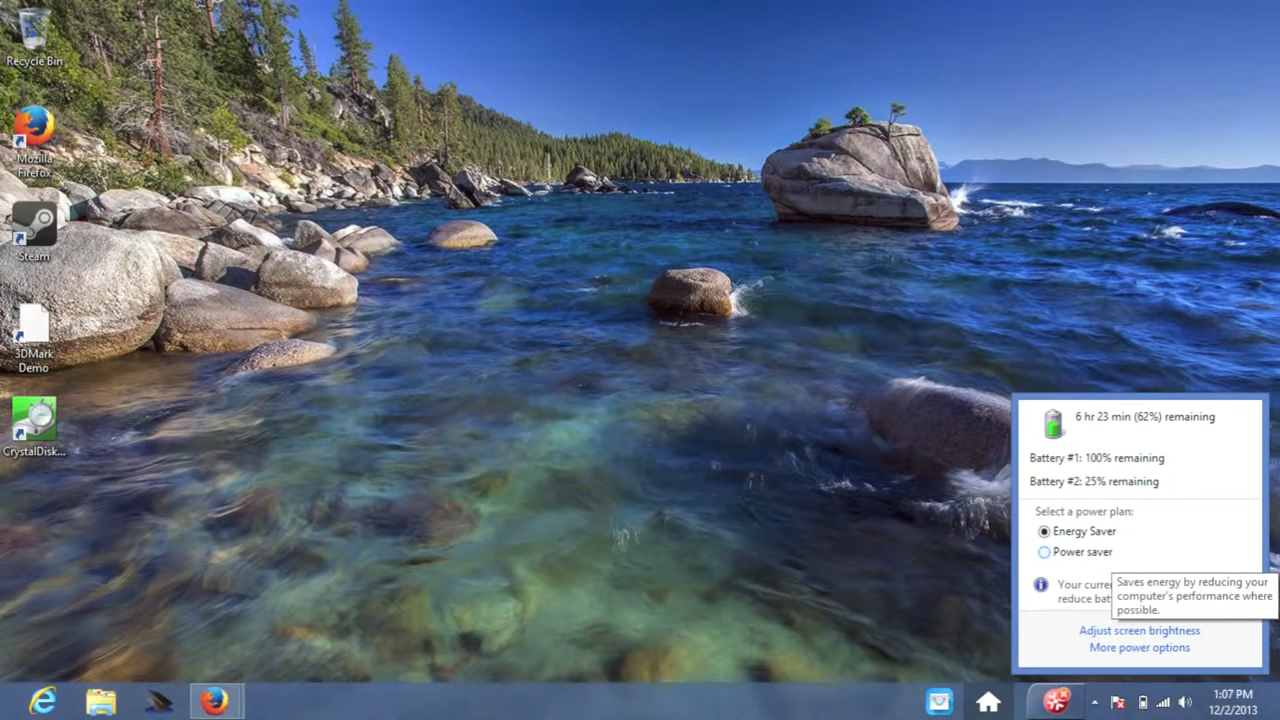 Recycle Bin
Mozilla
Firefox
Steam
3DMark
Demo
CrystalDisk...
6 hr 23 min (62%) remaining
Battery #1: 100% remaining
Battery #2: 25% remaining
Select a power plan:
Energy Saver
Power saver
Your curre
reduce bat
Saves energy by reducing your
computer's performance where
possible.
Adjust screen brightness
More power options
1:07 PM
12/2/2013